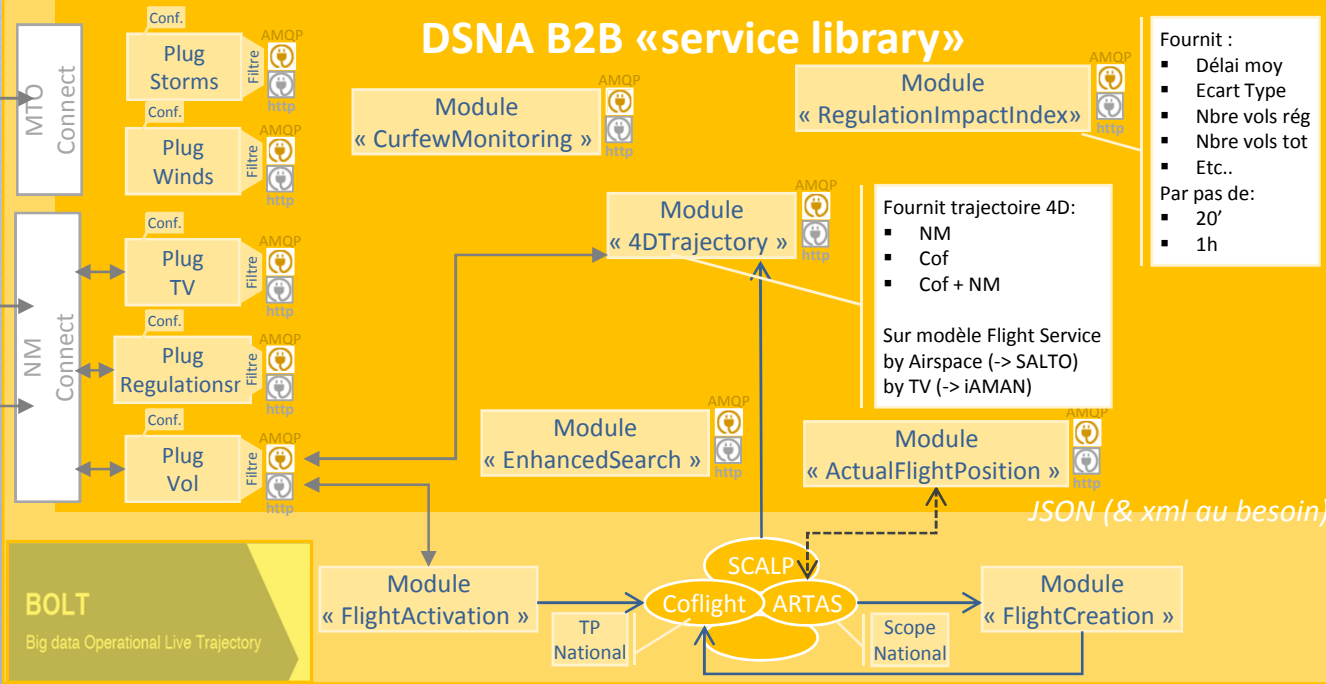 DSNA B2B «service library»
MTO
Connect
Conf.
Plug
Storms
Filtre
AMQP
http
Conf.
Plug
Winds
Filtre
http
NM
Connect
Conf.
Plug
TV
Filtre
AMQP
http
Conf.
Plug
Regulationsr
Filtre
AMQP
http
Conf.
Plug
Vol
Filtre
AMQP
http
Module
« CurfewMonitoring »
AMQP
http
Module
« RegulationImpactIndex»
AMQP
http
Fournit :
▪ Délai moy
▪ Ecart Type
▪ Nbre vols rég
▪ Nbre vols tot
▪ Etc..
Par pas de:
▪ 20’
▪ 1h
Module
« 4DTrajectory »
AMQP
http
Fournit trajectoire 4D:
▪ NM
▪ Cof
▪ Cof + NM
Sur modèle Flight Service
by Airspace (-> SALTO)
by TV (-> iAMAN)
Module
« EnhancedSearch »
AMQP
http
Module
« ActualFlightPosition »
AMQP
http
JSON (& xml au besoin)
BOLT
Big data Operational Live Trajectory
Module
« FlightActivation »
SCALP
Coflight
ARTAS
TP
National
Scope
National
Module
« FlightCreation »